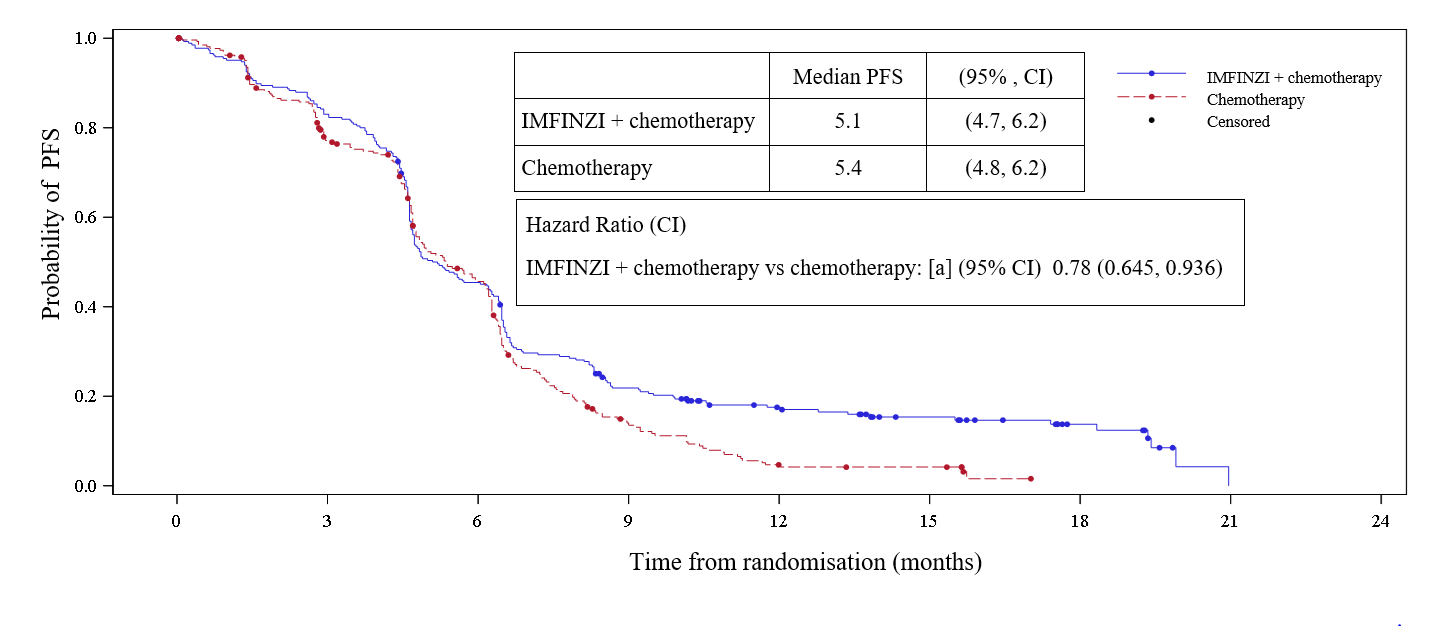 Probability of PFS
1.0
0.8
0.6
0.4
0.2
0.0
Median PFS (95% , CI)
IMFINZI + chemotherapy 5.1 (4.7, 6.2)
Chemotherapy 5.4 (4.8, 6.2)
Hazard Ratio (CI)
IMFINZI + chemotherapy vs chemotherapy: [a] (95% CI) 0.78 (0.645, 0.936)
IMFINZI + chemotherapy
Chemotherapy
Censored
0 3 6 9 12 15 18 21 24
Time from randomisation (months)